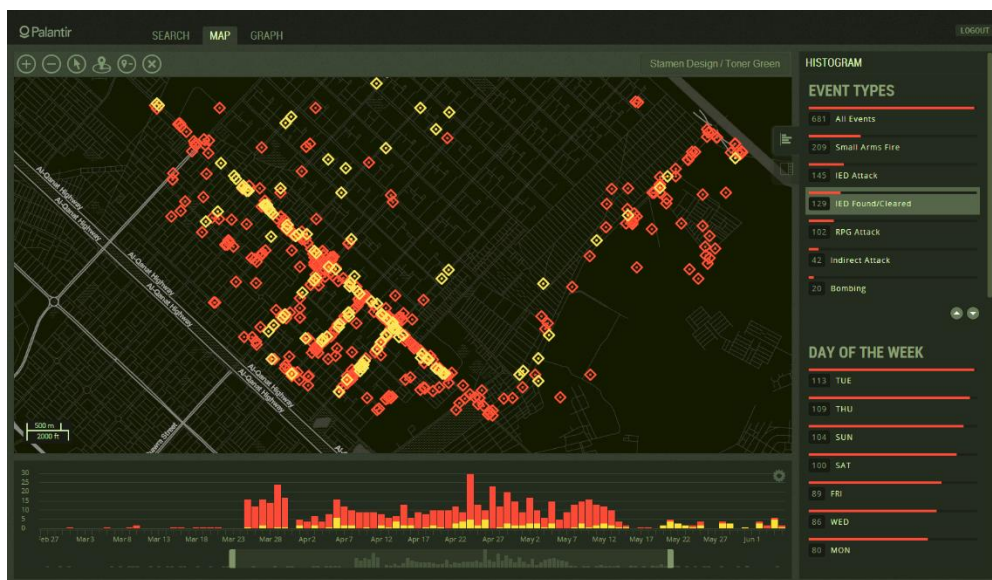 Palantir
SEARCH MAP GRAPH
LOGOUT
Stamen Design / Toner Green
HISTOGRAM
EVENT TYPES
681 All Events
209 Small Arms Fire
145 IED Attack
129 IED Found/Cleared
102 RPG Attack
42 Indirect Attack
20 Bombing
DAY OF THE WEEK
113 TUE
109 THU
104 SUN
100 SAT
89 FRI
86 WED
80 MON
Al-Qanat Highway
Al-Qanat Highway
Al-Qanat Highway
Al-Qanat Highway
Al-Qanat Highway
Al-Qanat Highway
Street
500 m
2000 ft
30
25
20
15
10
5
0
Feb 27 Mar 3 Mar 8 Mar 13 Mar 18 Mar 23 Mar 28 Apr 2 Apr 7 Apr 12 Apr 17 Apr 22 Apr 27 May 2 May 7 May 12 May 17 May 22 May 27 Jun 1